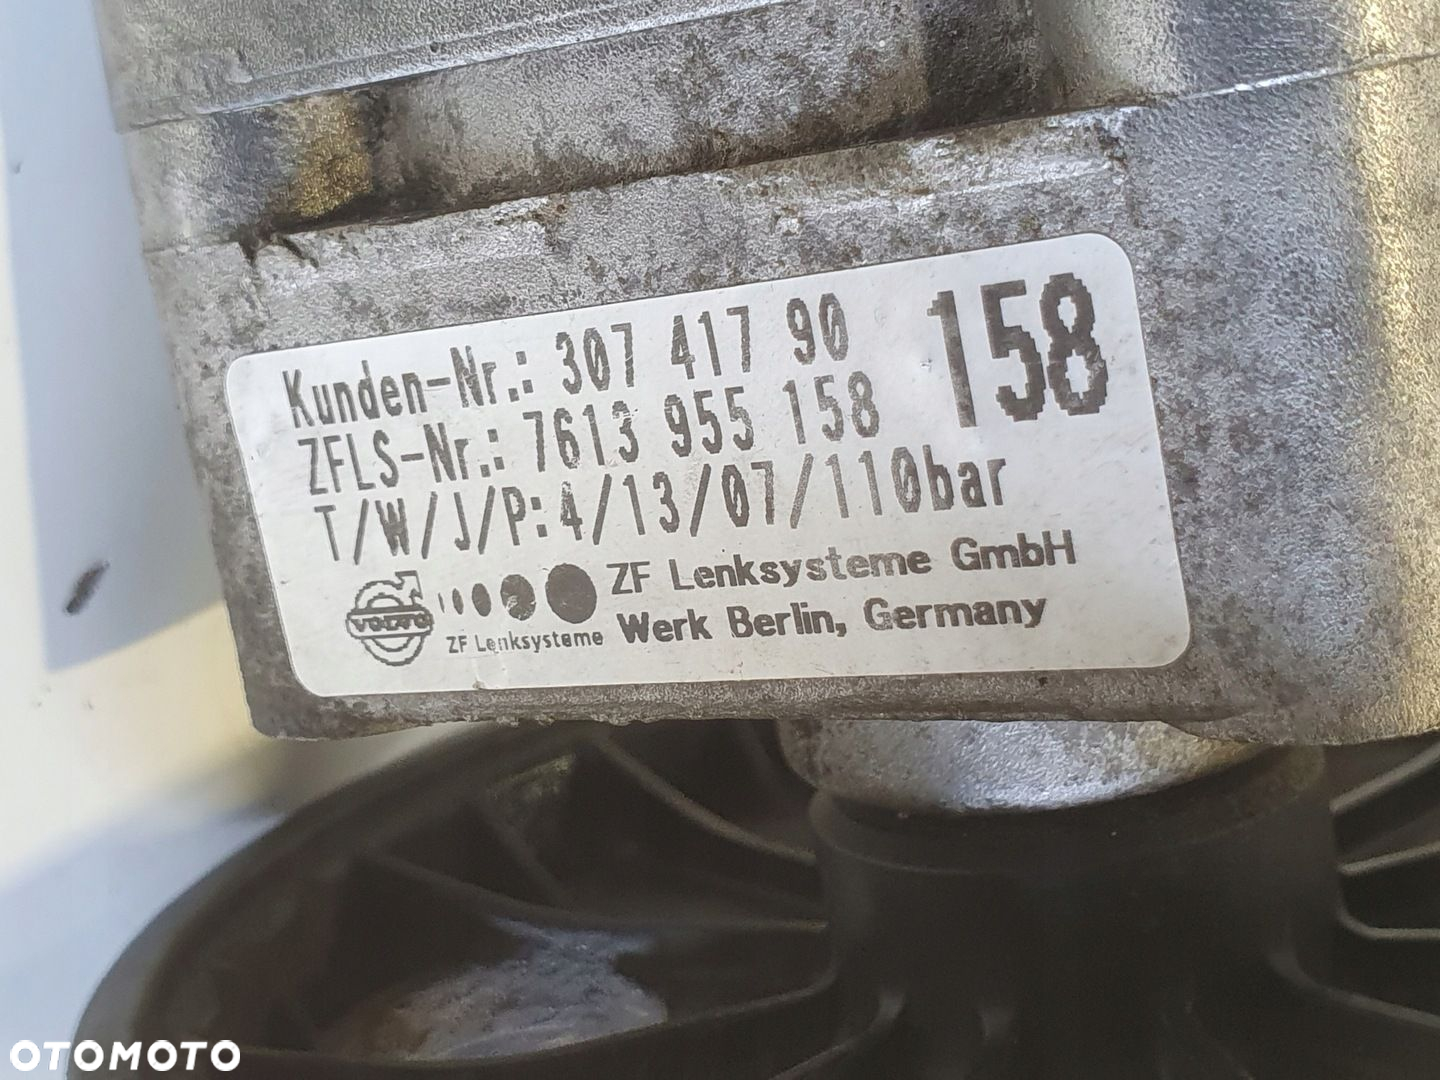 Kunden-Nr.: 307 417 90
158
ZFLS-Nr.: 7613 955 158
T/W/J/P:4/13/07/110bar
VOLVO
ZF Lenksysteme
ZF Lenksysteme GmbH
Werk Berlin, Germany
OTOMOTO